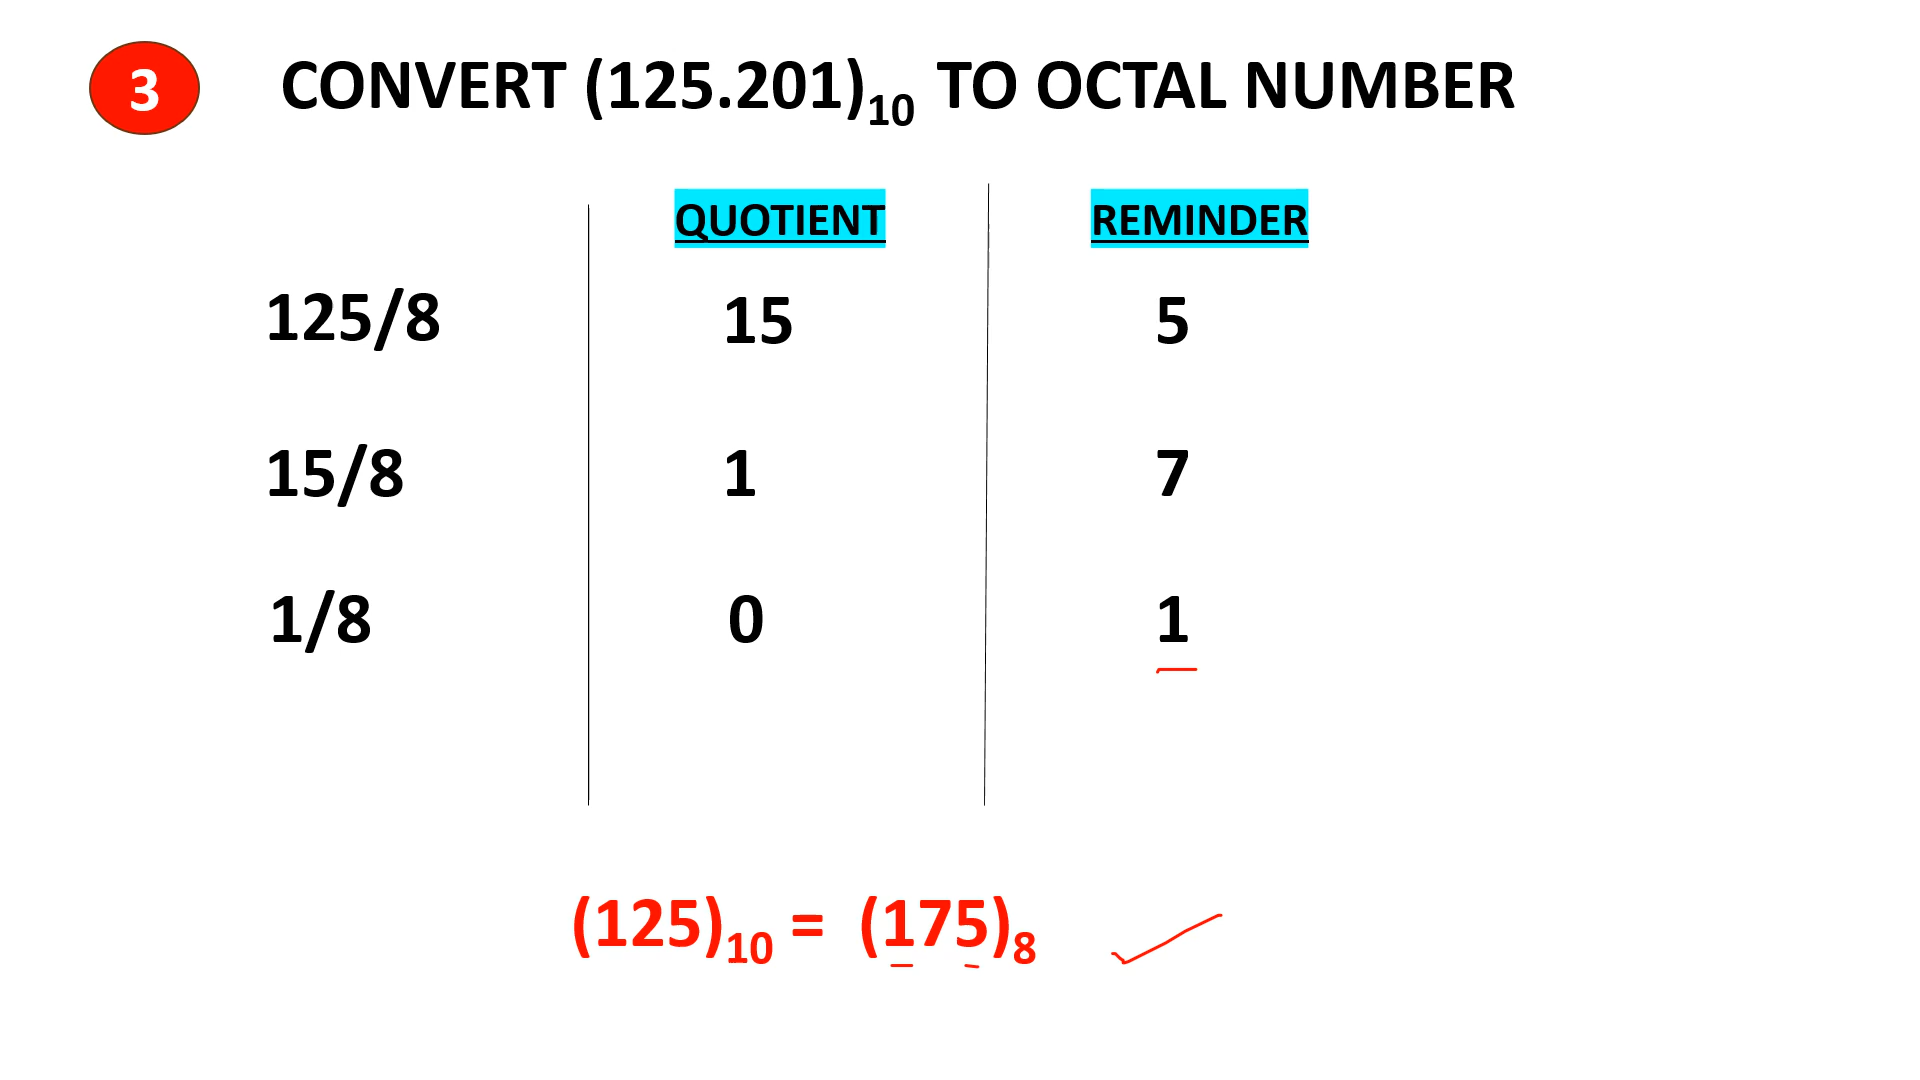 3 CONVERT (125.201)₁₀ TO OCTAL NUMBER
QUOTIENT REMINDER
125/8 15 5
15/8 1 7
1/8 0 1
(125)₁₀ = (175)₈